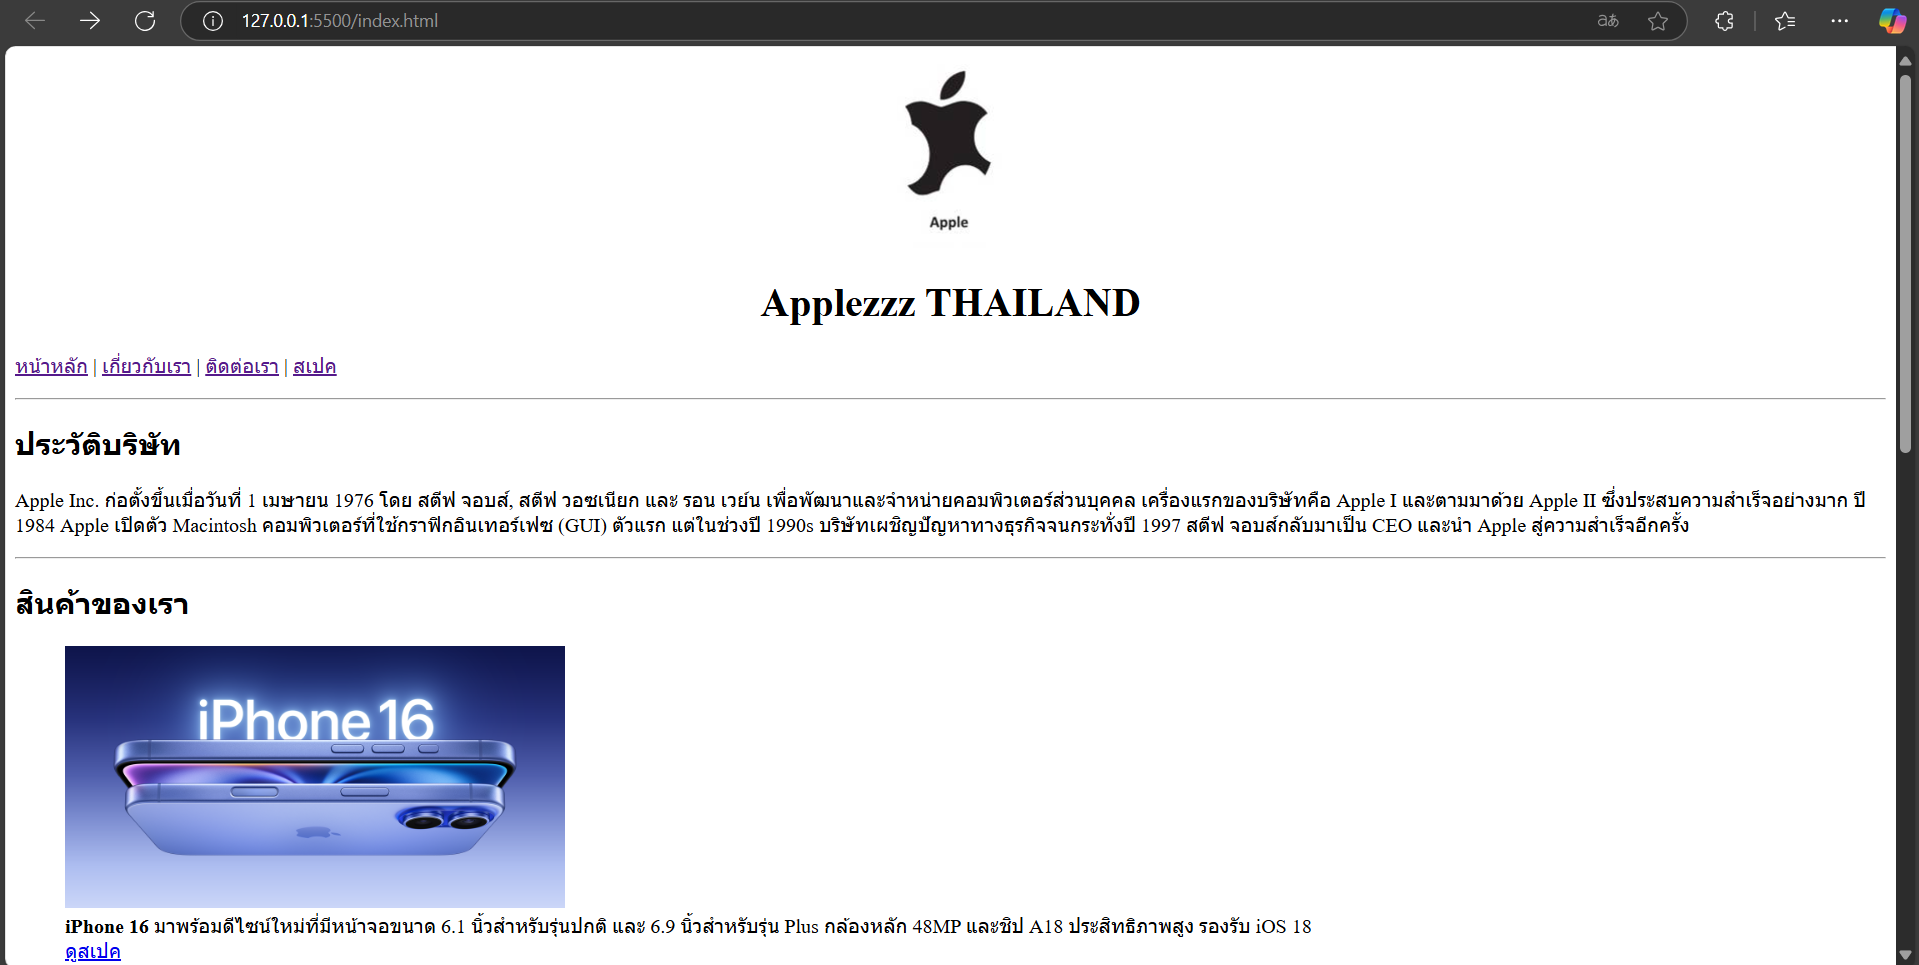 127.0.0.1:5500/index.html
aあ
Apple
Applezzz THAILAND
หน้าหลัก | เกี่ยวกับเรา | ติดต่อเรา | สเปค
ประวัติบริษัท
Apple Inc. ก่อตั้งขึ้นเมื่อวันที่ 1 เมษายน 1976 โดย สตีฟ จอบส์, สตีฟ วอซเนียก และ รอน เวย์น เพื่อพัฒนาและจำหน่ายคอมพิวเตอร์ส่วนบุคคล เครื่องแรกของบริษัทคือ Apple I และตามมาด้วย Apple II ซึ่งประสบความสำเร็จอย่างมาก ปี
1984 Apple เปิดตัว Macintosh คอมพิวเตอร์ที่ใช้กราฟิกอินเทอร์เฟซ (GUI) ตัวแรก แต่ในช่วงปี 1990s บริษัทเผชิญปัญหาทางธุรกิจจนกระทั่งปี 1997 สตีฟ จอบส์กลับมาเป็น CEO และนำ Apple สู่ความสำเร็จอีกครั้ง
สินค้าของเรา
iPhone 16
iPhone 16 มาพร้อมดีไซน์ใหม่ที่มีหน้าจอขนาด 6.1 นิ้วสำหรับรุ่นปกติ และ 6.9 นิ้วสำหรับรุ่น Plus กล้องหลัก 48MP และชิป A18 ประสิทธิภาพสูง รองรับ iOS 18
ดูสเปค